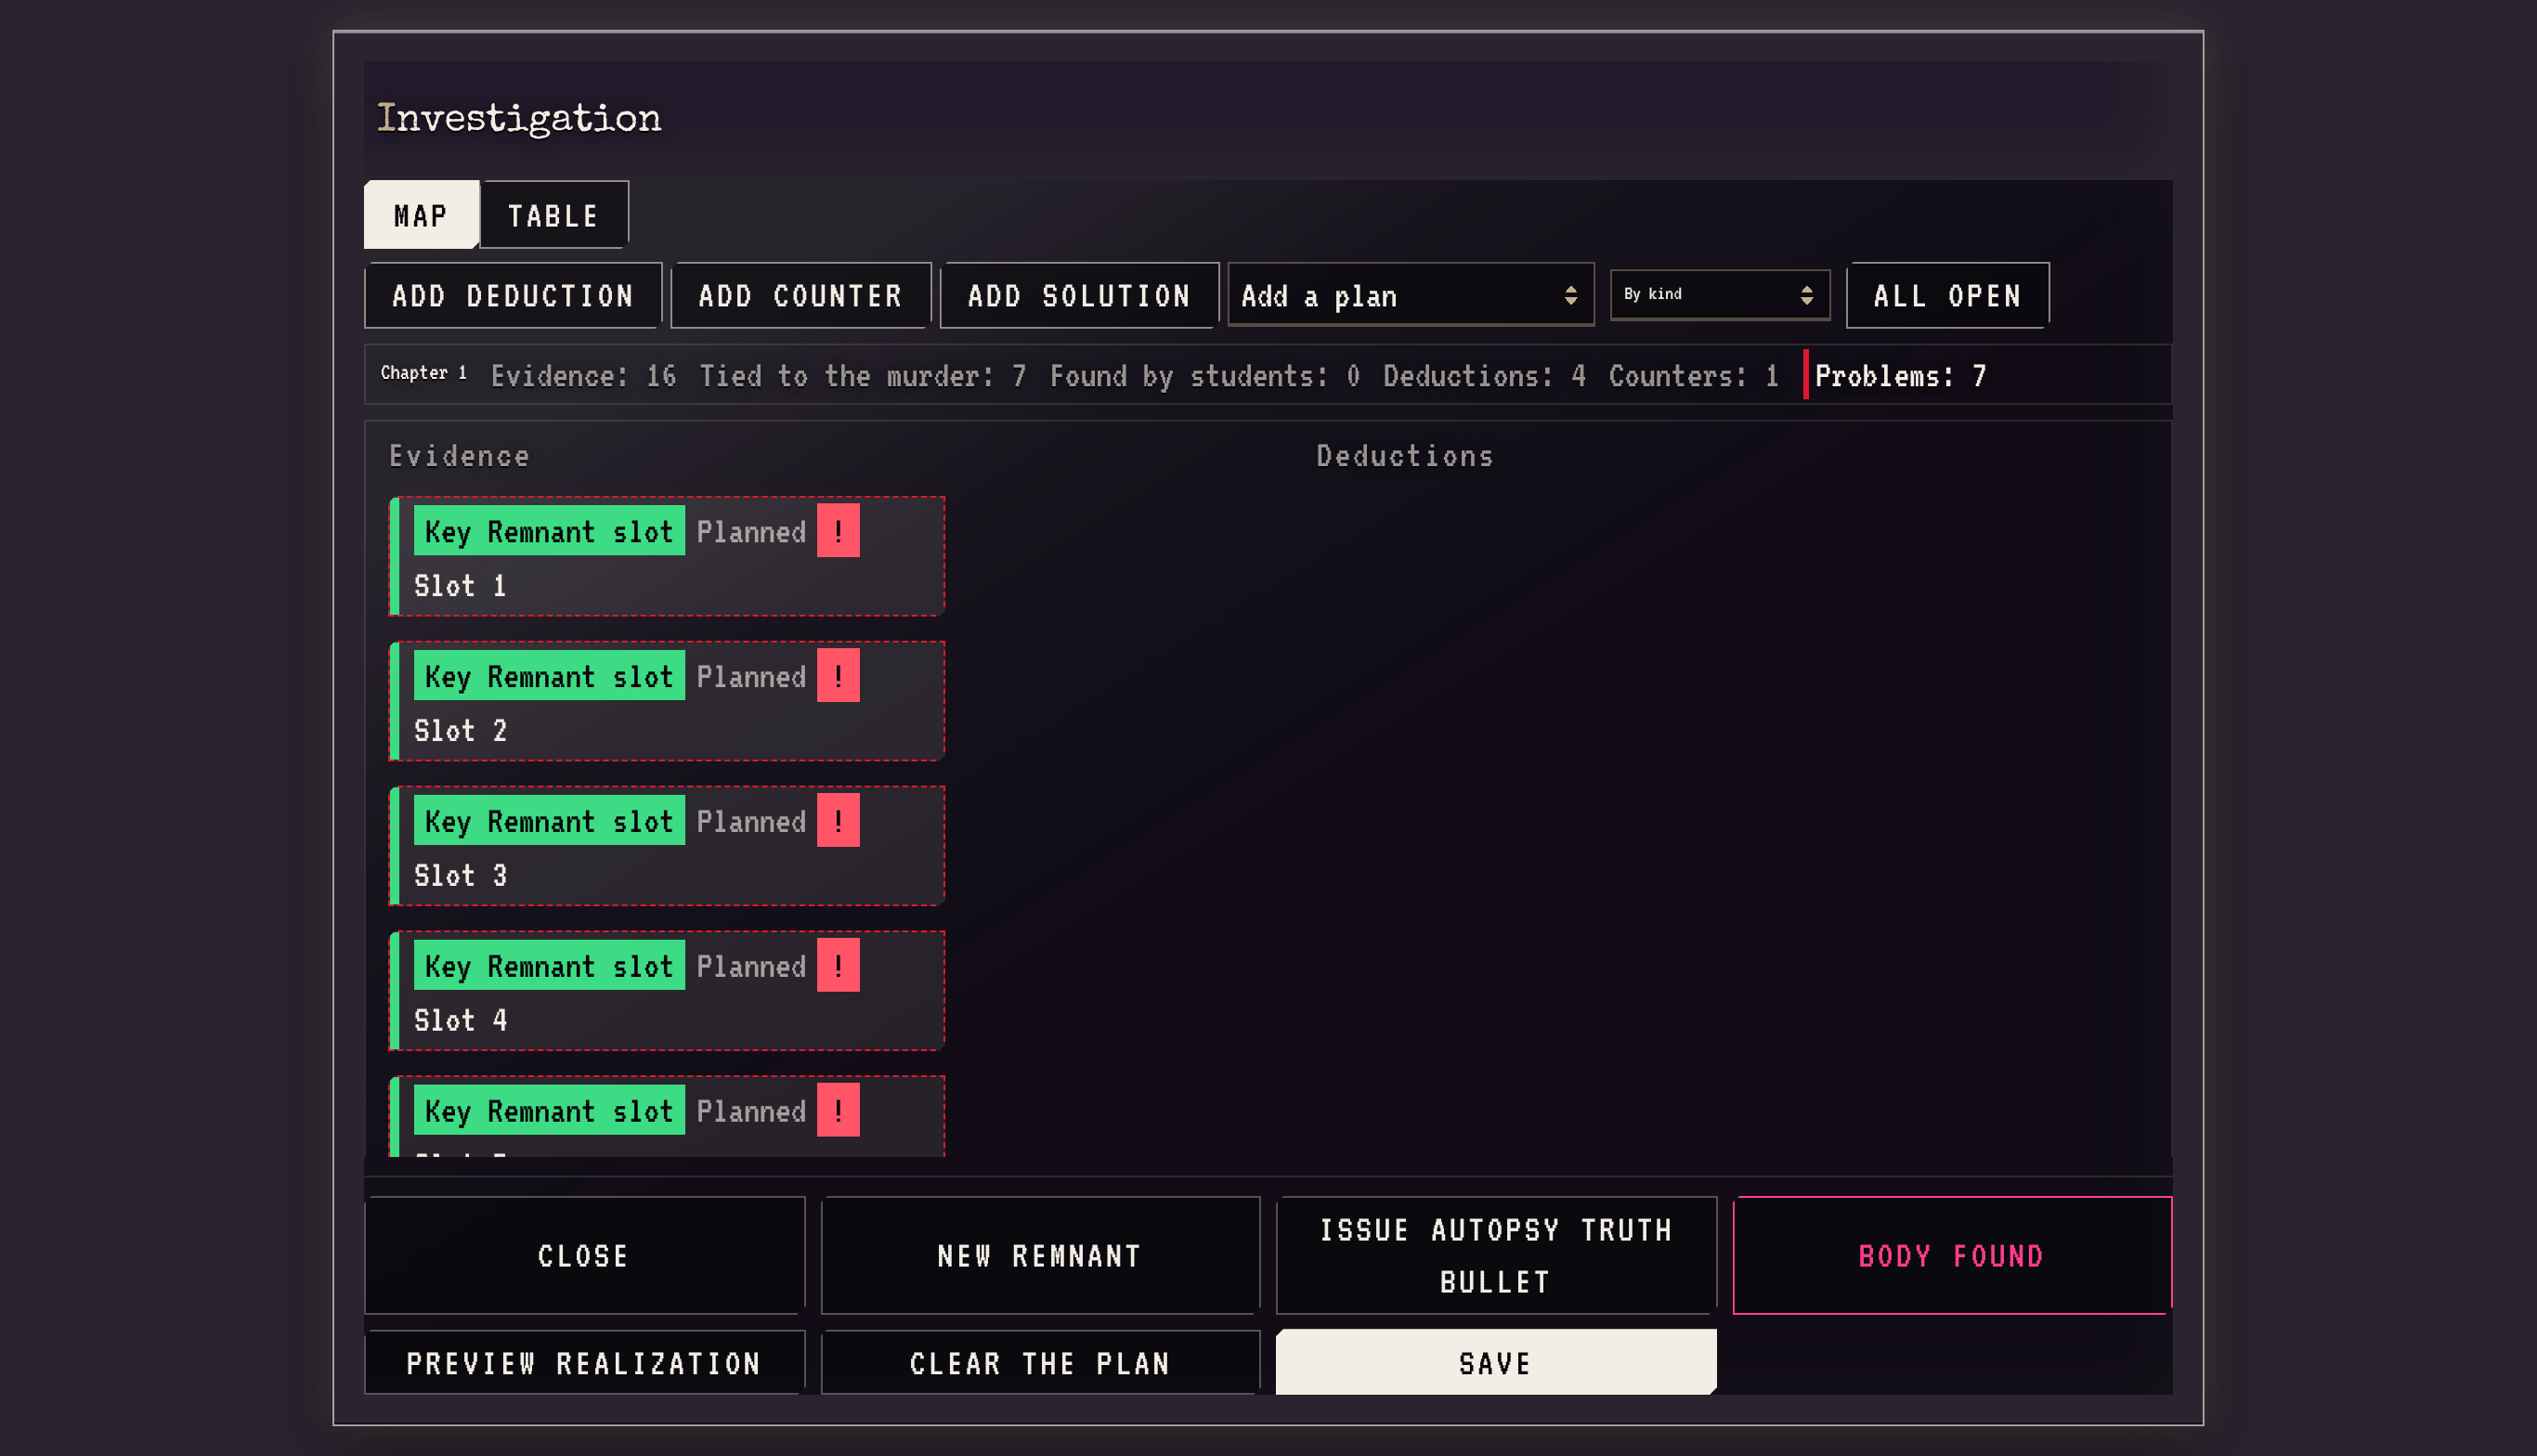 Investigation
MAP TABLE
ADD DEDUCTION ADD COUNTER ADD SOLUTION Add a plan By kind ALL OPEN
Chapter 1 Evidence: 16 Tied to the murder: 7 Found by students: 0 Deductions: 4 Counters: 1 Problems: 7
Evidence Deductions
Key Remnant slot Planned !
Slot 1
Key Remnant slot Planned !
Slot 2
Key Remnant slot Planned !
Slot 3
Key Remnant slot Planned !
Slot 4
Key Remnant slot Planned !
CLOSE NEW REMNANT ISSUE AUTOPSY TRUTH BULLET BODY FOUND
PREVIEW REALIZATION CLEAR THE PLAN SAVE